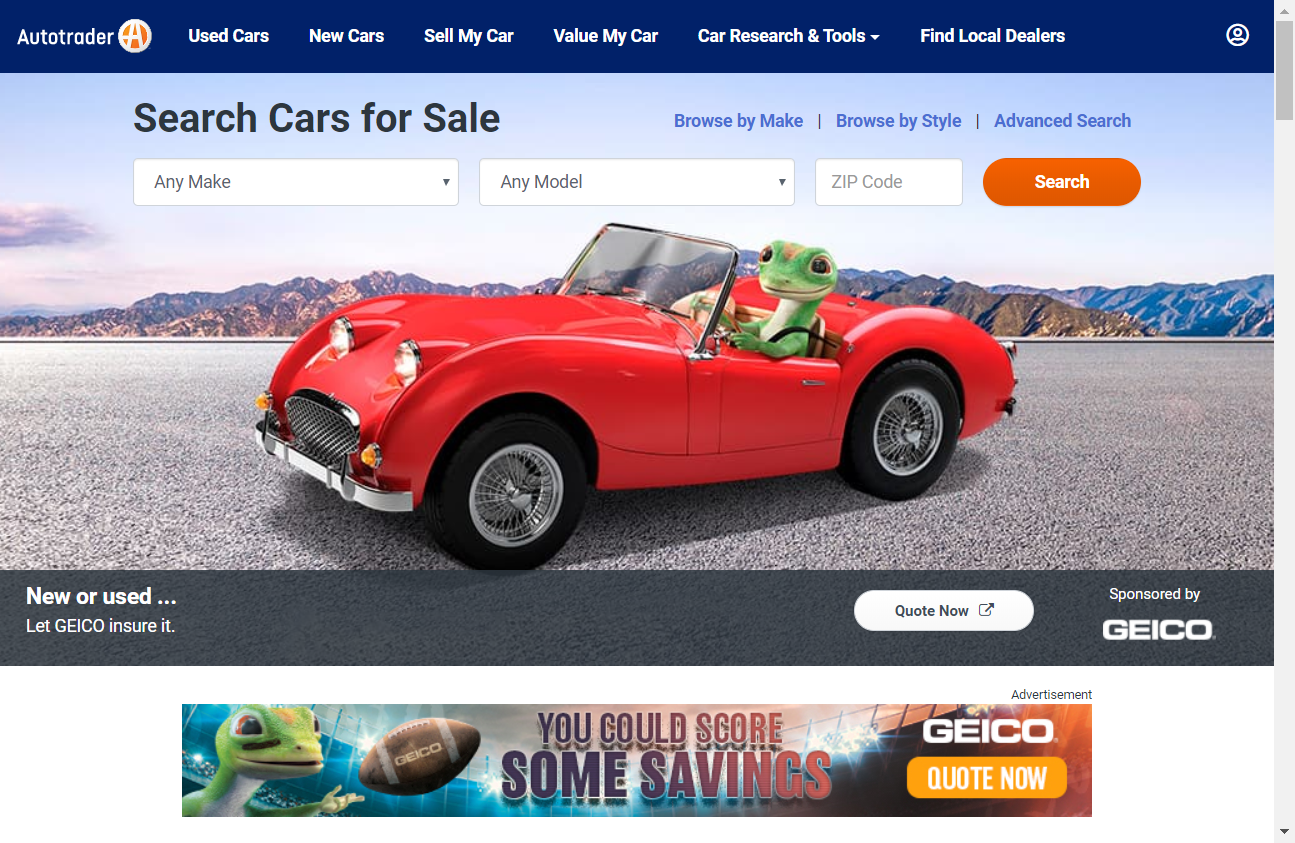 Autotrader
Used Cars
New Cars
Sell My Car
Value My Car
Car Research & Tools
Find Local Dealers
Search Cars for Sale
Browse by Make | Browse by Style | Advanced Search
Any Make
Any Model
ZIP Code
Search
New or used ...
Let GEICO insure it.
Quote Now
Sponsored by
GEICO
Advertisement
GEICO
YOU COULD SCORE
SOME SAVINGS
GEICO
QUOTE NOW